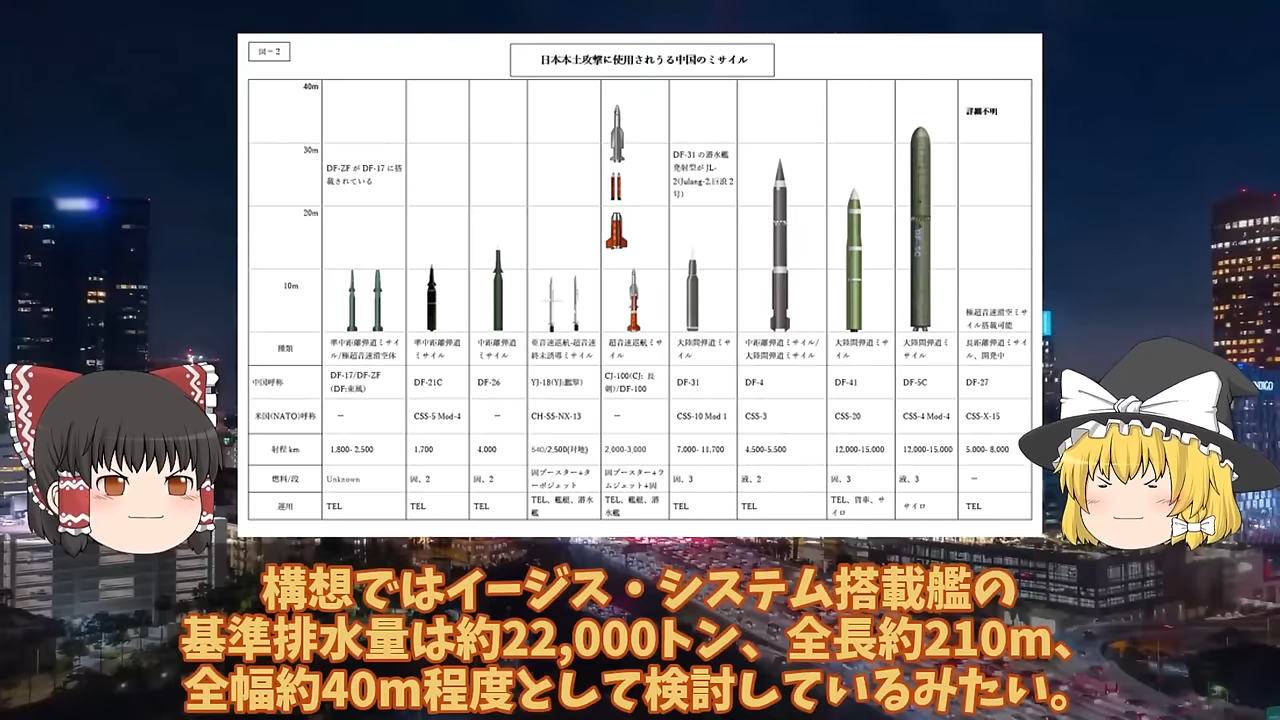 図－2
日本本土攻撃に使用されうる中国のミサイル
40m
30m
20m
10m
DF-ZF が DF-17 に搭
載されている
DF-31 の潜水艦
発射型が JL-
2(Julang-2,巨浪 2
号)
詳細不明
極超音速滑空ミサ
イル搭載可能
種類
準中距離弾道ミサイ
ル/極超音速滑空体
準中距離弾道
ミサイル
中距離弾道
ミサイル
亜音速巡航-超音速
終末誘導ミサイル
超音速巡航ミサ
イル
大陸間弾道ミ
サイル
中距離弾道ミサイル/
大陸間弾道ミサイル
大陸間弾道ミサ
イル
大陸間弾道ミ
サイル
長距離弾道ミサイ
ル、開発中
中国呼称
DF-17/DF-ZF
(DF:東風)
DF-21C
DF-26
YJ-18(YJ:鷹撃)
CJ-100(CJ: 長
剣)/DF-100
DF-31
DF-4
DF-41
DF-5C
DF-27
米国(NATO)呼称
－
CSS-5 Mod-4
－
CH-SS-NX-13
－
CSS-10 Mod 1
CSS-3
CSS-20
CSS-4 Mod-4
CSS-X-15
射程 km
1,800- 2,500
1,700
4,000
540/2,500(対地)
2,000-3,000
7,000- 11,700
4,500-5,500
12,000-15,000
12,000-15,000
5,000- 8,000
燃料/段
Unknown
固、2
固、2
固ブースター+タ
ーボジェット
固ブースター+ラ
ムジェット+固
固、3
液、2
固、3
液、3
－
運用
TEL
TEL
TEL
TEL、艦艇、潜水
艦
TEL、艦艇、潜
水艦
TEL
TEL
TEL、貨車、サ
イロ
サイロ
TEL
構想ではイージス・システム搭載艦の
基準排水量は約22,000トン、全長約210m、
全幅約40m程度として検討しているみたい。